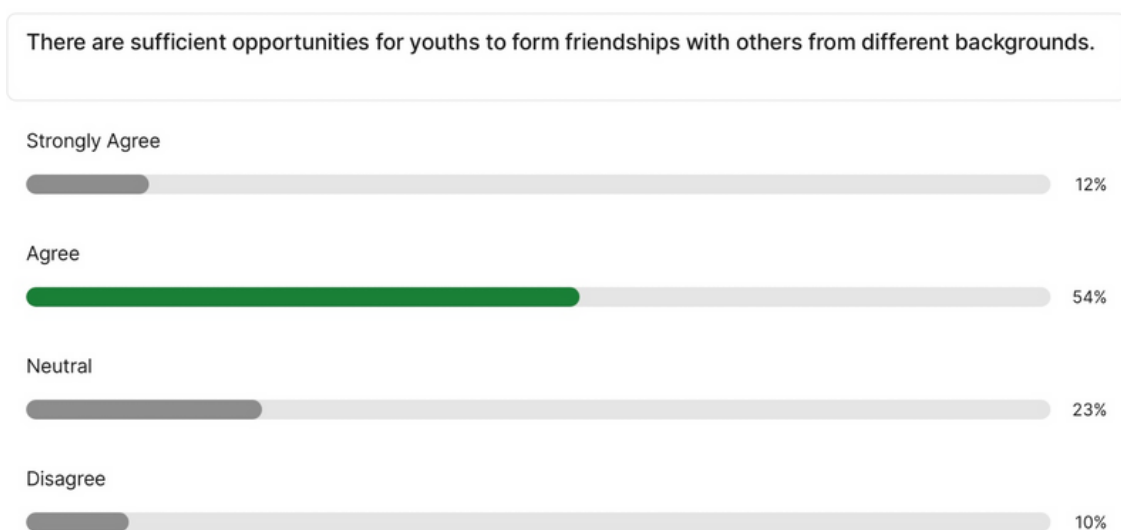 There are sufficient opportunities for youths to form friendships with others from different backgrounds.
Strongly Agree
12%
Agree
54%
Neutral
23%
Disagree
10%